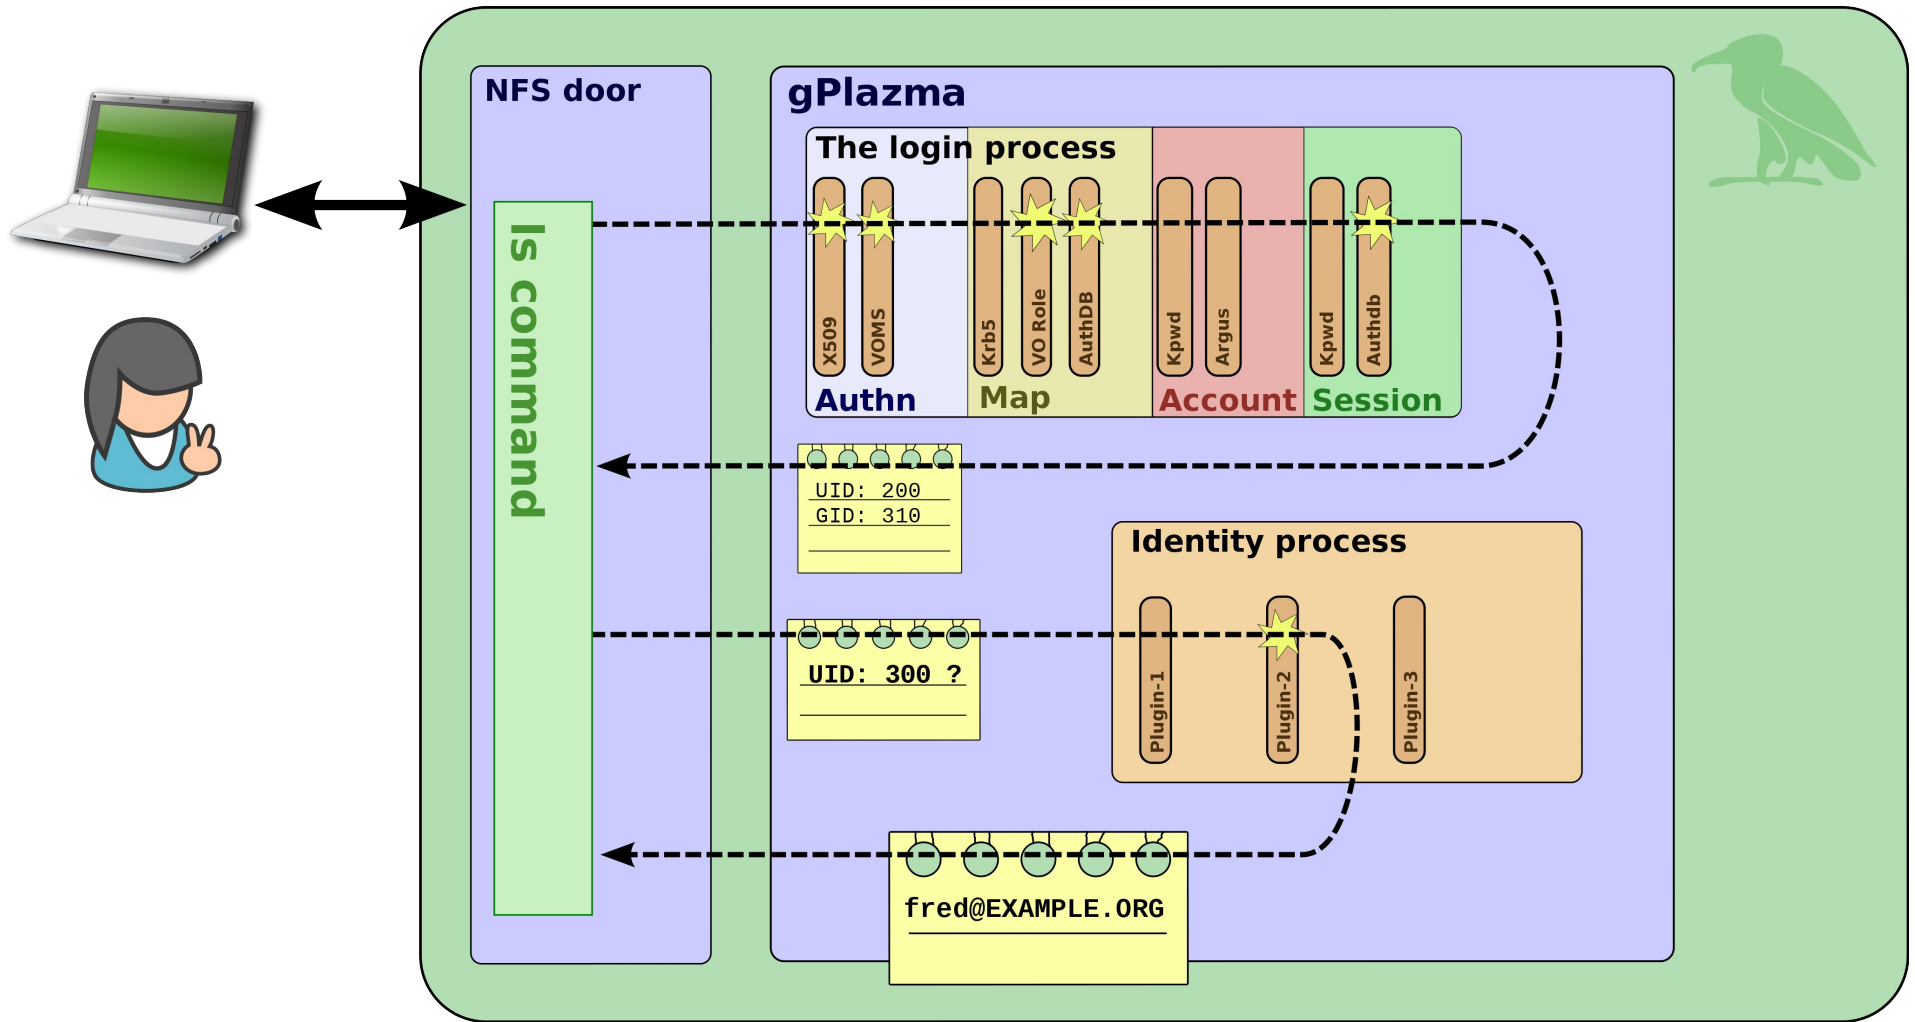 NFS door
gPlazma
The login process
ls command
X509
VOMS
Krb5
VO Role
AuthDB
Kpwd
Argus
Kpwd
Authdb
Authn
Map
Account
Session
UID: 200
GID: 310
Identity process
UID: 300 ?
Plugin-1
Plugin-2
Plugin-3
fred@EXAMPLE.ORG